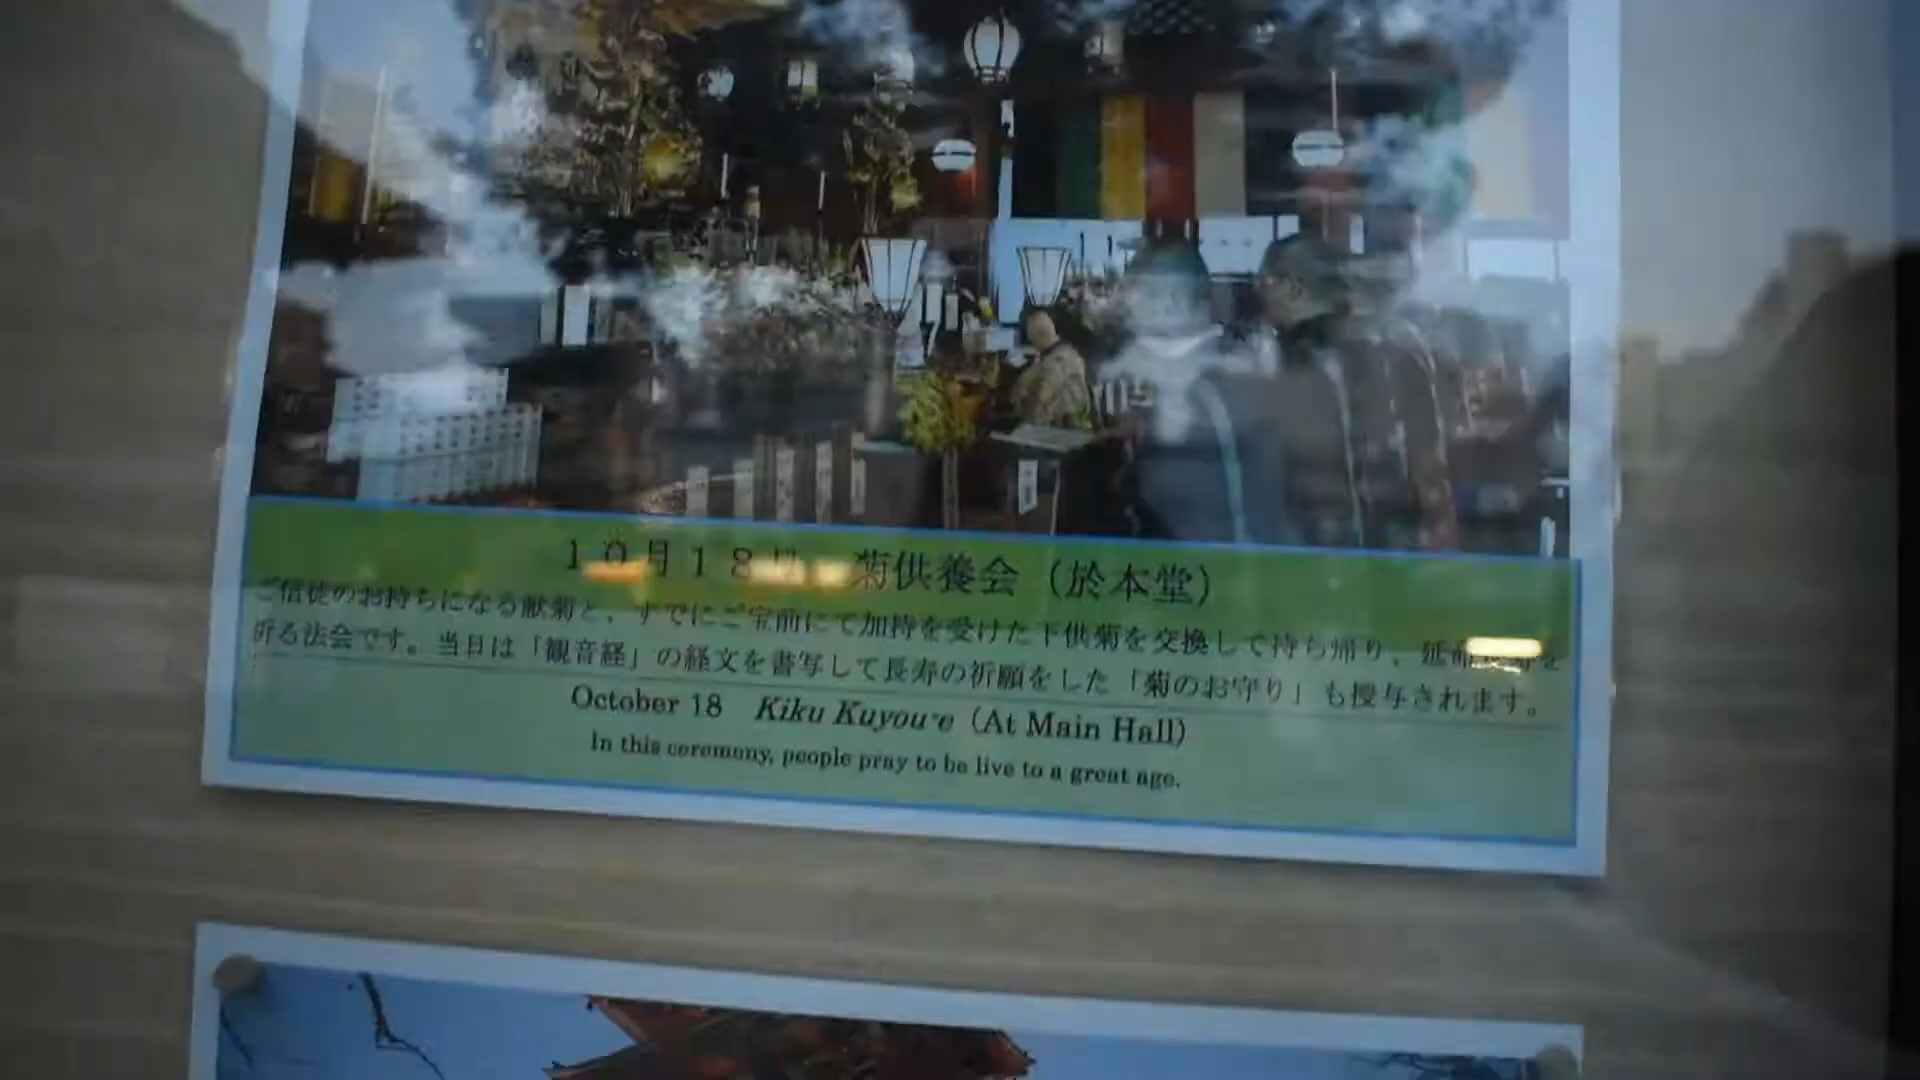 10月18日 菊供養会（於本堂）
ご信徒のお持ちになる献菊と、すでにご宝前にて加持を受けた下供菊を交換して持ち帰り、延命
祈る法会です。当日は「観音経」の経文を書写して長寿の祈願をした「菊のお守り」も授与されます。
October 18 Kiku Kuyou-e (At Main Hall)
In this ceremony, people pray to be live to a great age.